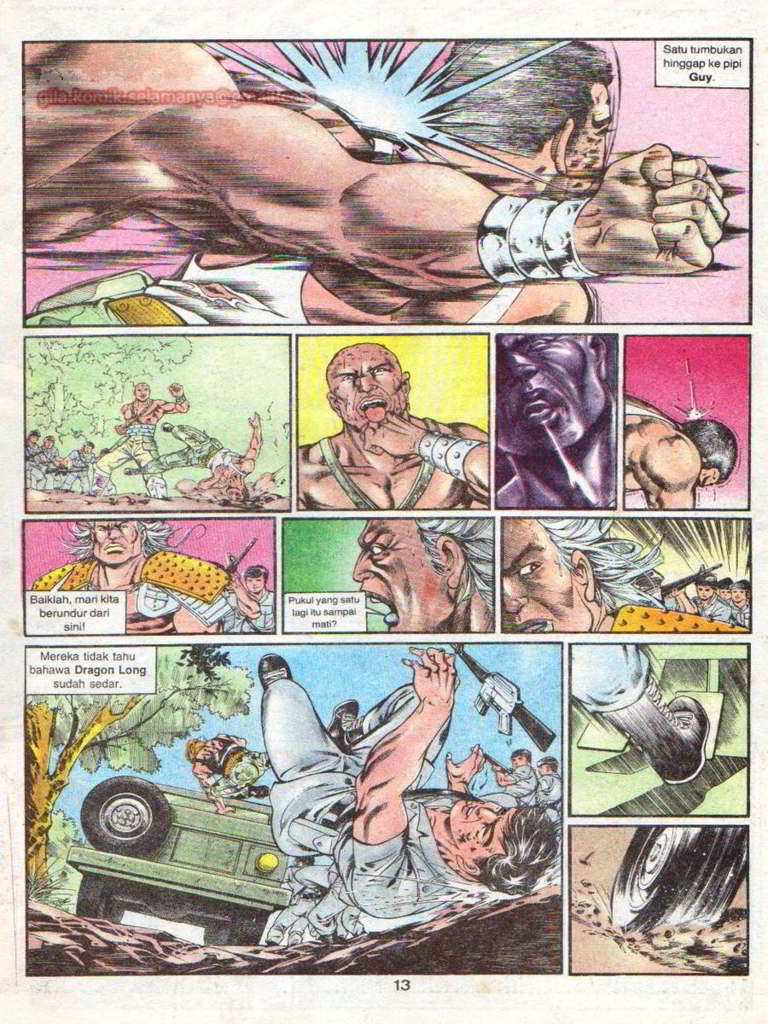 Satu tumbukan
hinggap ke pipi
Guy.
Baiklah, mari kita
berundur dari
sini!
Pukul yang satu
lagi itu sampai
mati?
Mereka tidak tahu
bahawa Dragon Long
sudah sedar.
13